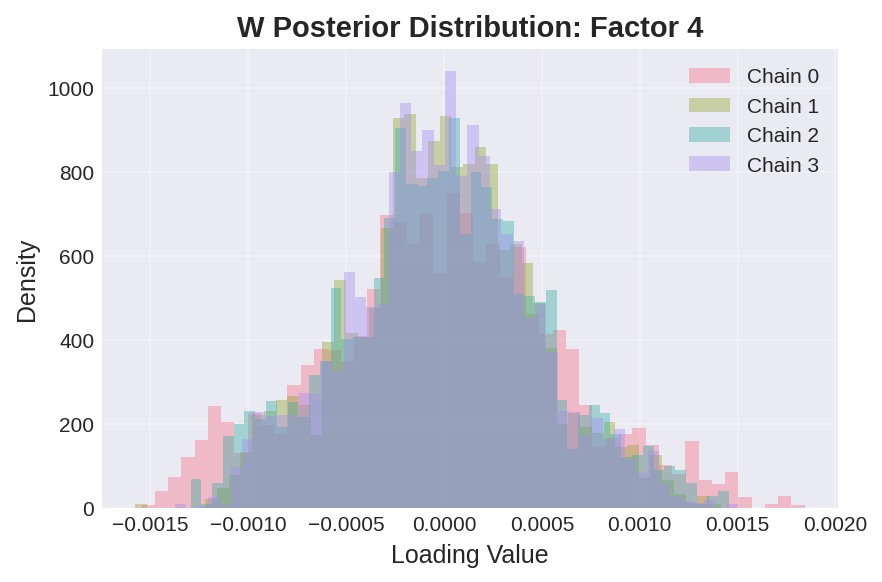 W Posterior Distribution: Factor 4
Chain 0
Chain 1
Chain 2
Chain 3
Density
1000
800
600
400
200
0
−0.0015 −0.0010 −0.0005 0.0000 0.0005 0.0010 0.0015 0.0020
Loading Value